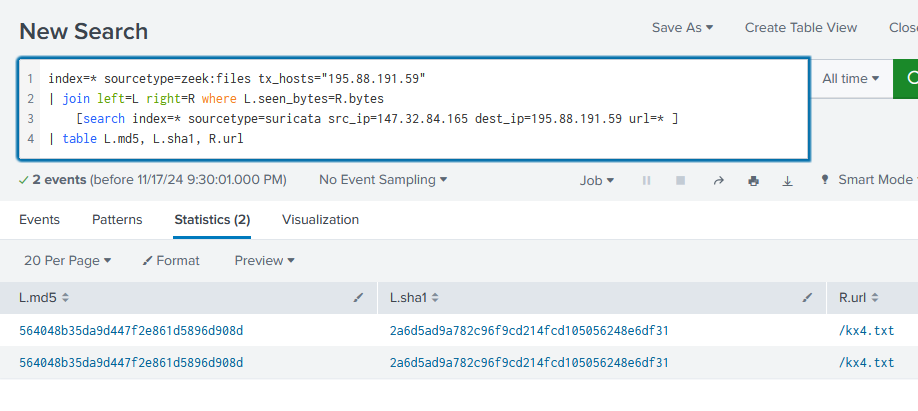 New Search
Save As ▾ Create Table View Clos
1 index=* sourcetype=zeek:files tx_hosts="195.88.191.59"
2 | join left=L right=R where L.seen_bytes=R.bytes
3 [search index=* sourcetype=suricata src_ip=147.32.84.165 dest_ip=195.88.191.59 url=* ]
4 | table L.md5, L.sha1, R.url
All time ▾
✓ 2 events (before 11/17/24 9:30:01.000 PM) No Event Sampling ▾ Job ▾ Smart Mode
Events Patterns Statistics (2) Visualization
20 Per Page ▾ Format Preview ▾
L.md5 L.sha1 R.url
564048b35da9d447f2e861d5896d908d 2a6d5ad9a782c96f9cd214fcd105056248e6df31 /kx4.txt
564048b35da9d447f2e861d5896d908d 2a6d5ad9a782c96f9cd214fcd105056248e6df31 /kx4.txt